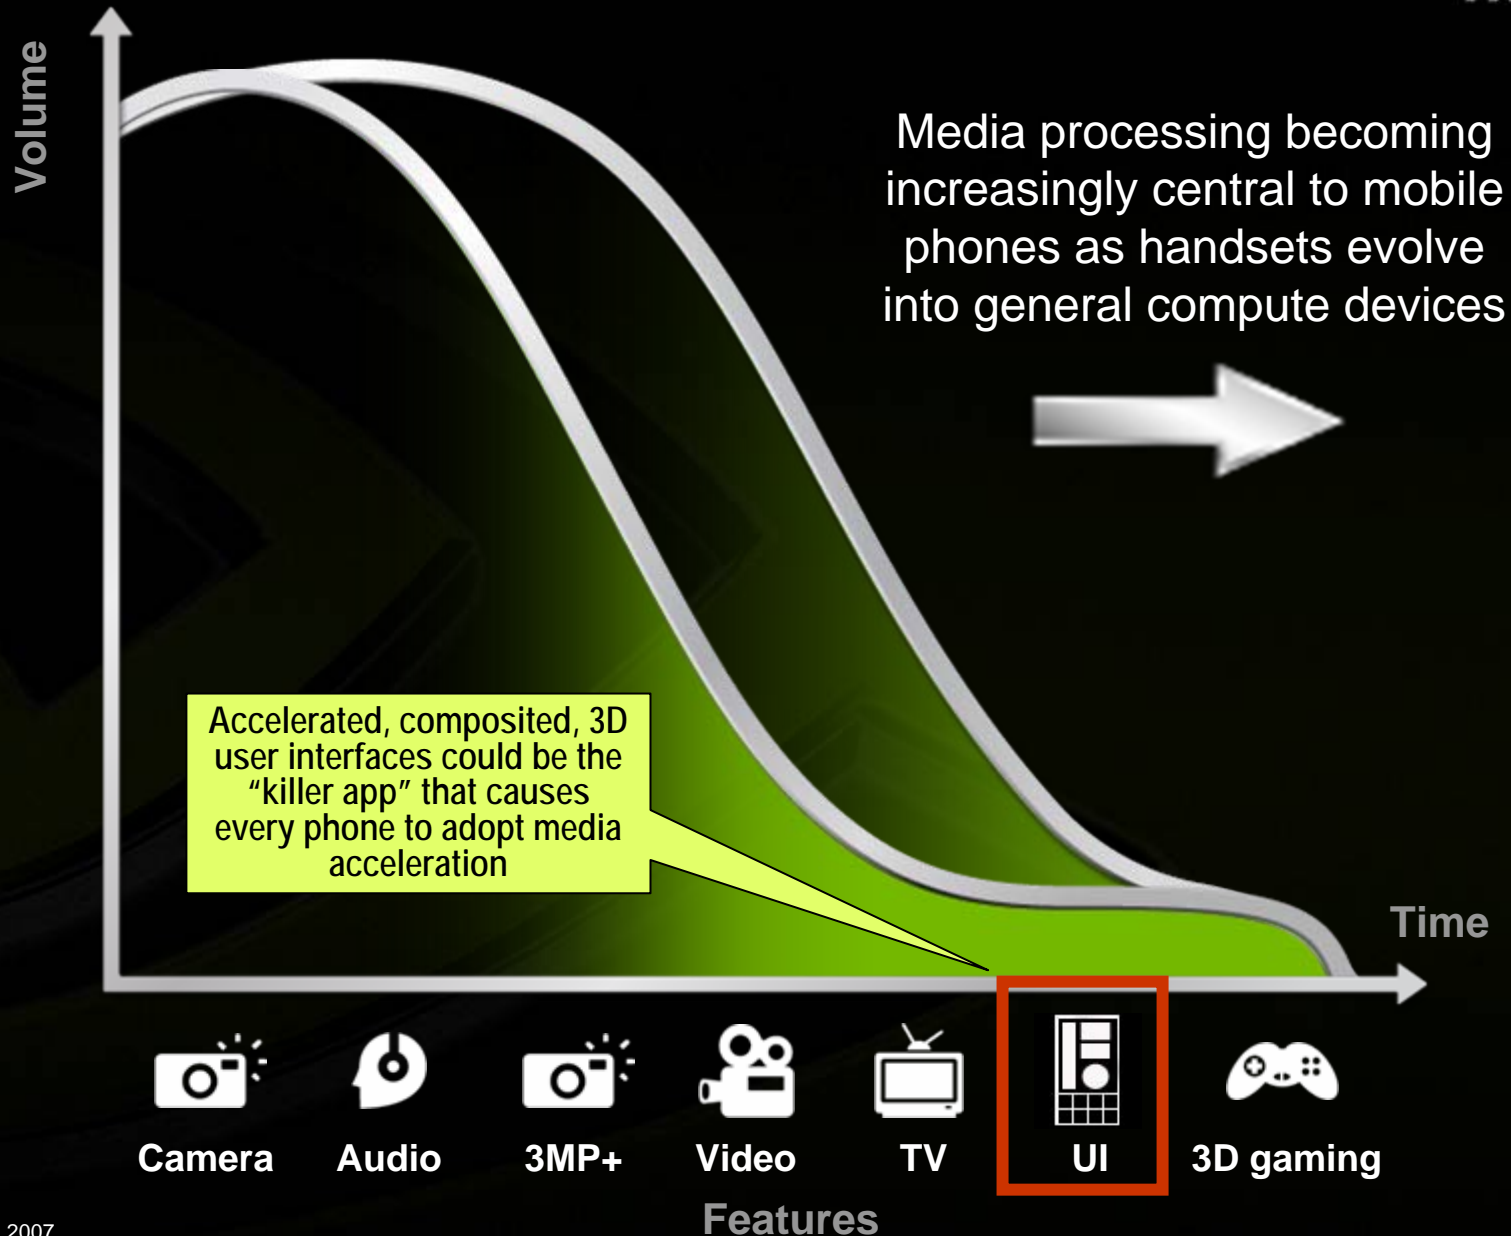 Volume
Media processing becoming
increasingly central to mobile
phones as handsets evolve
into general compute devices
Accelerated, composited, 3D
user interfaces could be the
“killer app” that causes
every phone to adopt media
acceleration
Time
Camera Audio 3MP+ Video TV UI 3D gaming
Features
2007